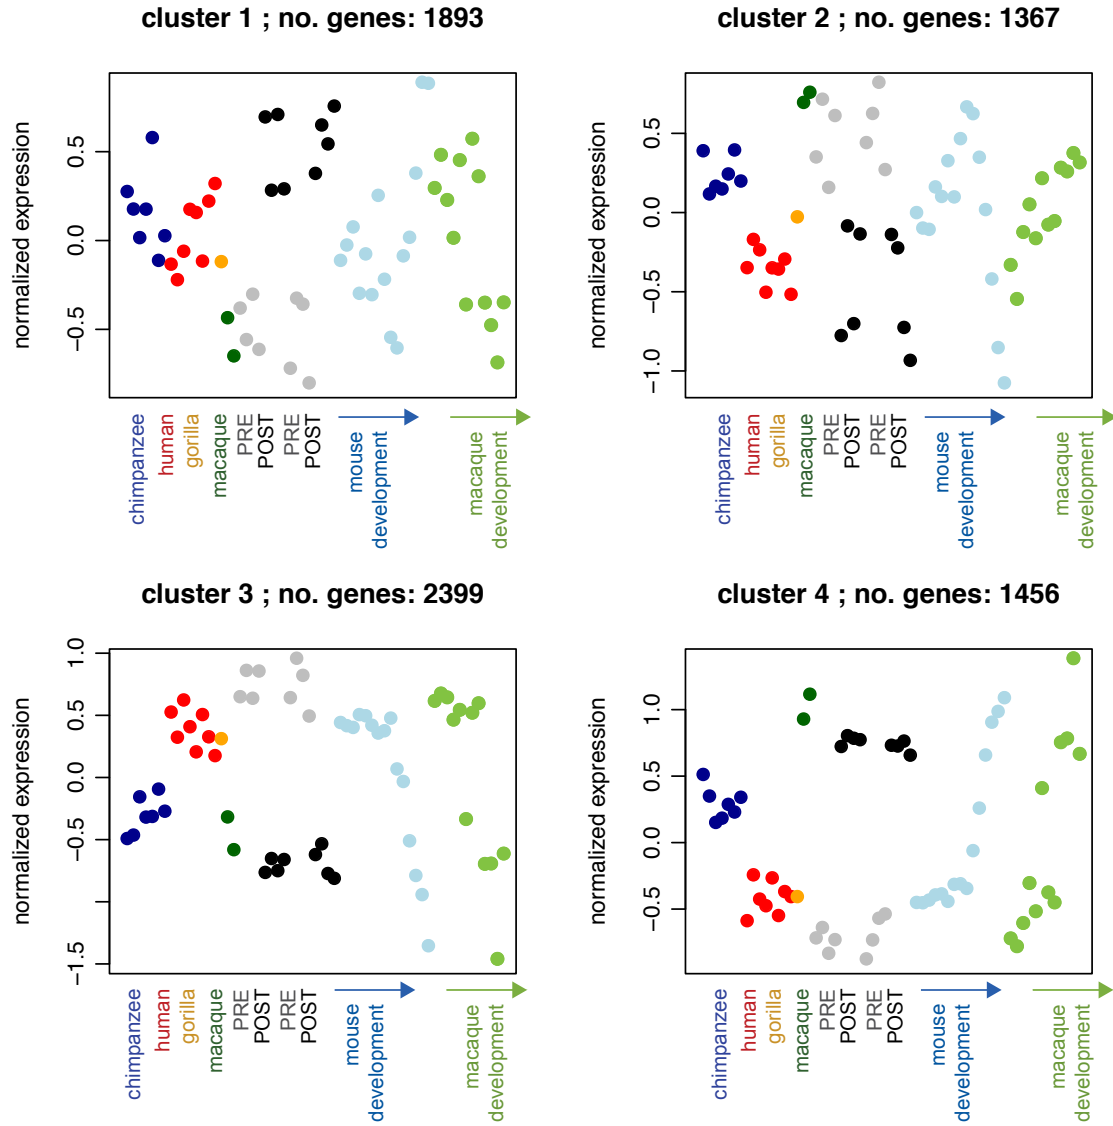 cluster 1 ; no. genes: 1893
normalized expression
0.5
0.0
−0.5
chimpanzee
human
gorilla
macaque
PRE
POST
PRE
POST
mouse
development
macaque
development
cluster 2 ; no. genes: 1367
normalized expression
0.5
0.0
−0.5
−1.0
chimpanzee
human
gorilla
macaque
PRE
POST
PRE
POST
mouse
development
macaque
development
cluster 3 ; no. genes: 2399
normalized expression
1.0
0.5
0.0
−0.5
−1.5
chimpanzee
human
gorilla
macaque
PRE
POST
PRE
POST
mouse
development
macaque
development
cluster 4 ; no. genes: 1456
normalized expression
1.0
0.5
0.0
−0.5
chimpanzee
human
gorilla
macaque
PRE
POST
PRE
POST
mouse
development
macaque
development